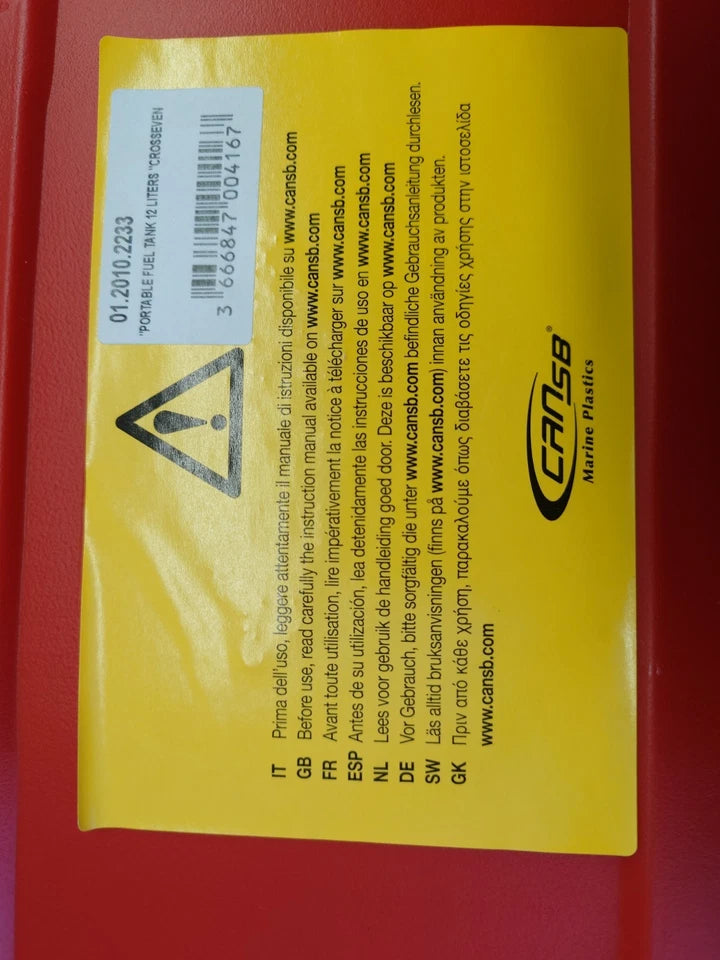 01.2010.2233
"PORTABLE FUEL TANK 12 LITERS "CROSSEVEN
3 666847 004167
IT Prima dell'uso, leggere attentamente il manuale di istruzioni disponibile su www.cansb.com
GB Before use, read carefully the instruction manual available on www.cansb.com
FR Avant toute utilisation, lire impérativement la notice à télécharger sur www.cansb.com
ESP Antes de su utilización, lea detenidamente las instrucciones de uso en www.cansb.com
NL Lees voor gebruik de handleiding goed door. Deze is beschikbaar op www.cansb.com
DE Vor Gebrauch, bitte sorgfältig die unter www.cansb.com befindliche Gebrauchsanleitung durchlesen.
SW Läs alltid bruksanvisningen (finns på www.cansb.com) innan användning av produkten.
GK Πριν από κάθε χρήση, παρακαλούμε όπως διαβάσετε τις οδηγίες χρήσης στην ιστοσελίδα
www.cansb.com
CANSB®
Marine Plastics